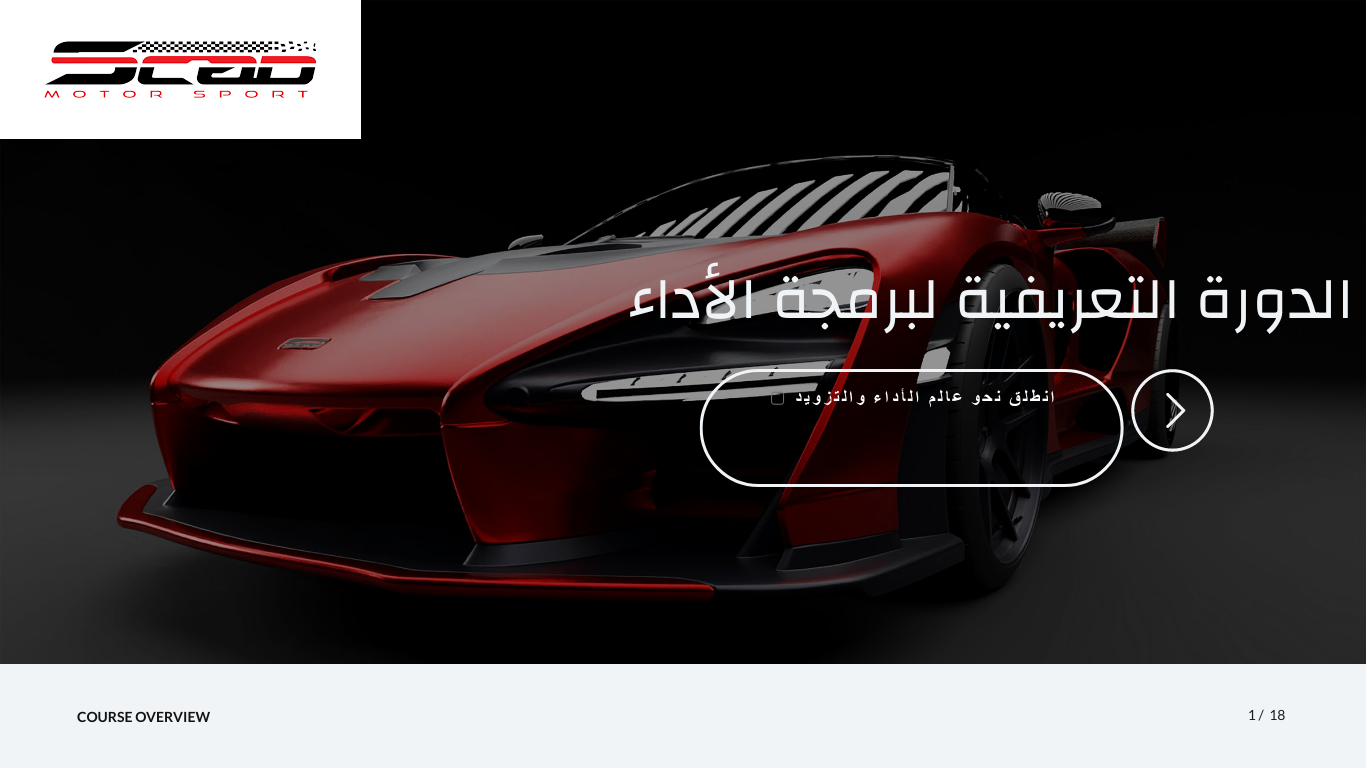 Scad
MOTOR SPORT
الدورة التعريفية لبرمجة الأداء
انطلق نحو عالم الأداء والتزويد
COURSE OVERVIEW
1 / 18